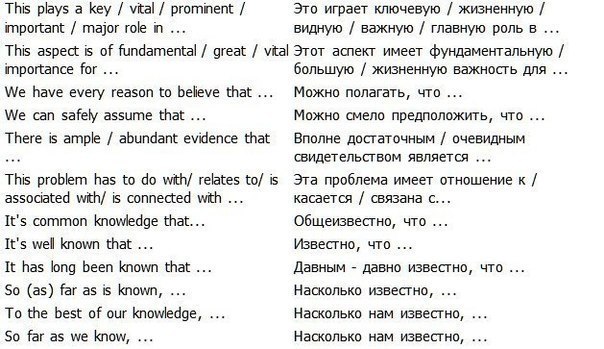 This plays a key / vital / prominent / Это играет ключевую / жизненную /
important / major role in ... видную / важную / главную роль в ...
This aspect is of fundamental / great / vital Этот аспект имеет фундаментальную /
importance for ... большую / жизненную важность для ...
We have every reason to believe that ... Можно полагать, что ...
We can safely assume that ... Можно смело предположить, что ...
There is ample / abundant evidence that Вполне достаточным / очевидным
... свидетельством является ...
This problem has to do with/ relates to/ is Эта проблема имеет отношение к /
associated with/ is connected with ... касается / связана с...
It's common knowledge that... Общеизвестно, что ...
It's well known that ... Известно, что ...
It has long been known that ... Давным - давно известно, что ...
So (as) far as is known, ... Насколько известно, ...
To the best of our knowledge, ... Насколько нам известно, ...
So far as we know, ... Насколько нам известно, ...